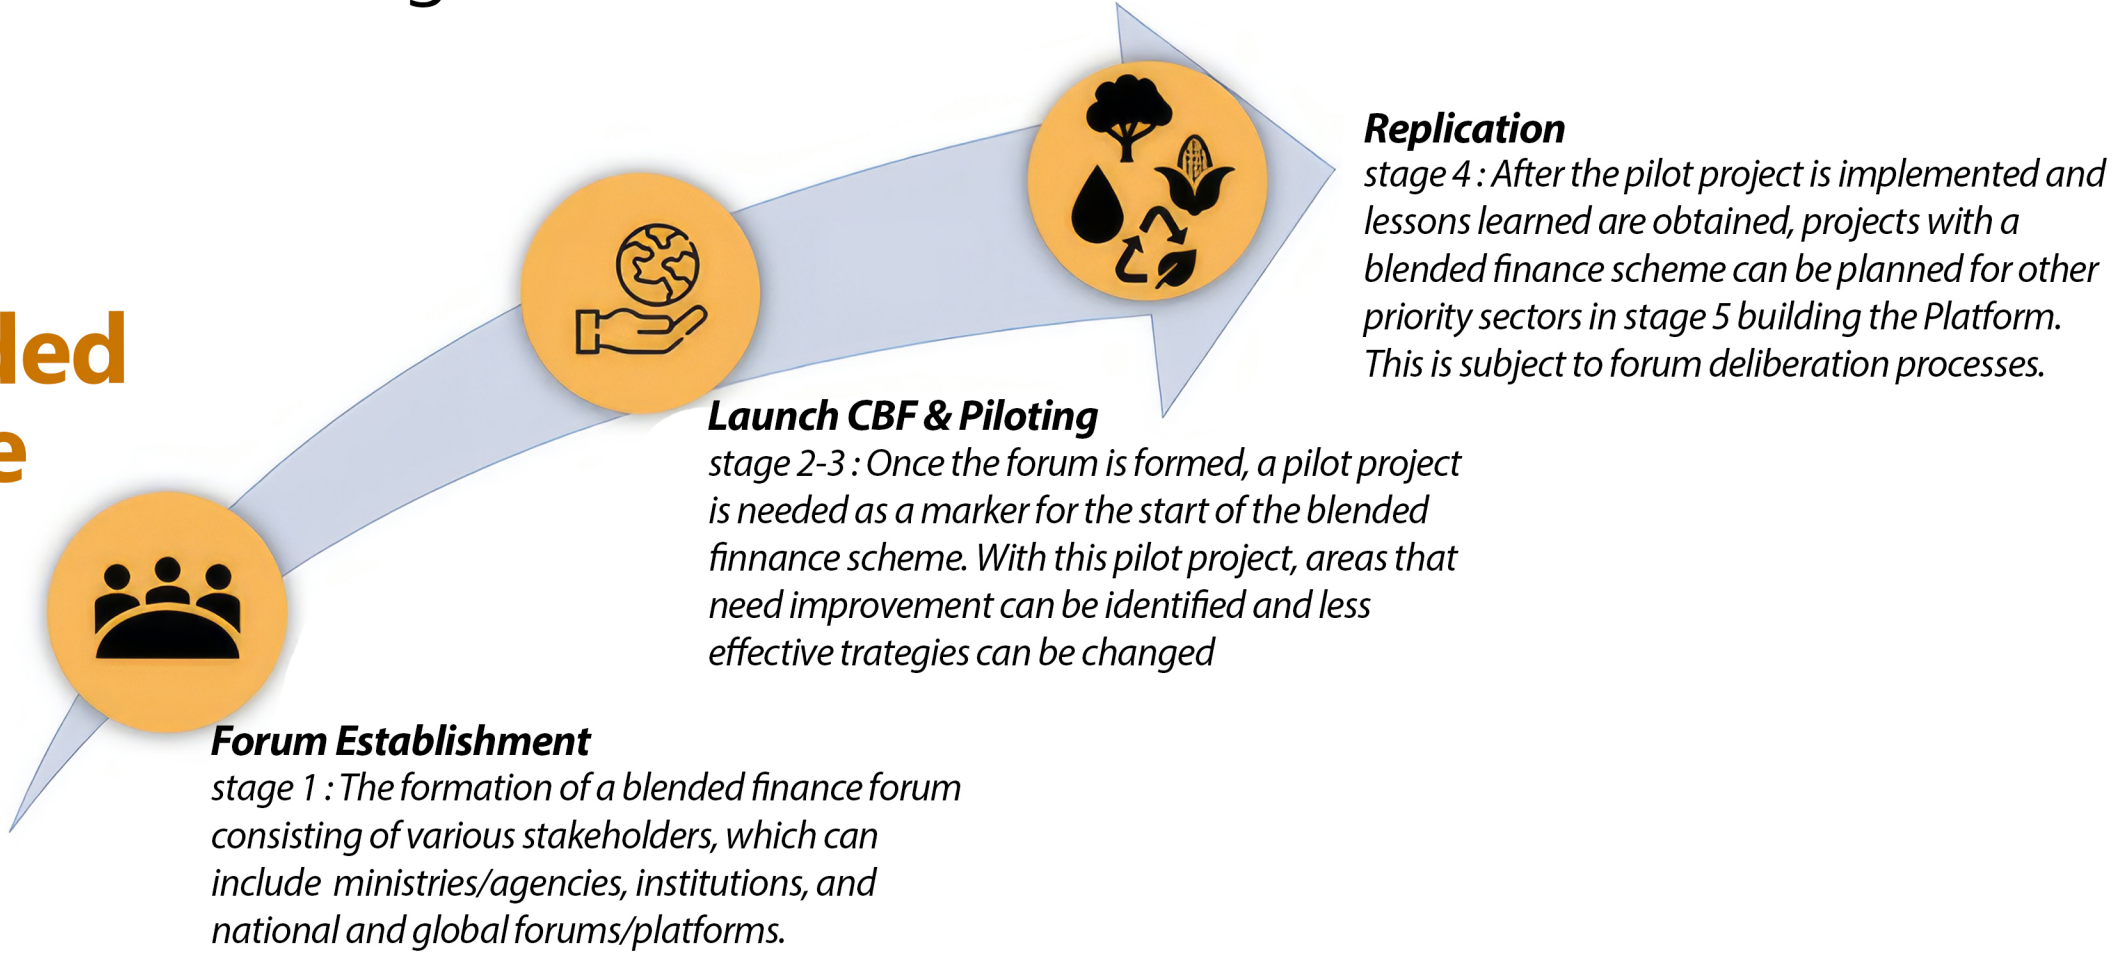 ded
e
Replication
stage 4 : After the pilot project is implemented and
lessons learned are obtained, projects with a
blended finance scheme can be planned for other
priority sectors in stage 5 building the Platform.
This is subject to forum deliberation processes.
Launch CBF & Piloting
stage 2-3 : Once the forum is formed, a pilot project
is needed as a marker for the start of the blended
finnance scheme. With this pilot project, areas that
need improvement can be identified and less
effective trategies can be changed
Forum Establishment
stage 1 : The formation of a blended finance forum
consisting of various stakeholders, which can
include ministries/agencies, institutions, and
national and global forums/platforms.